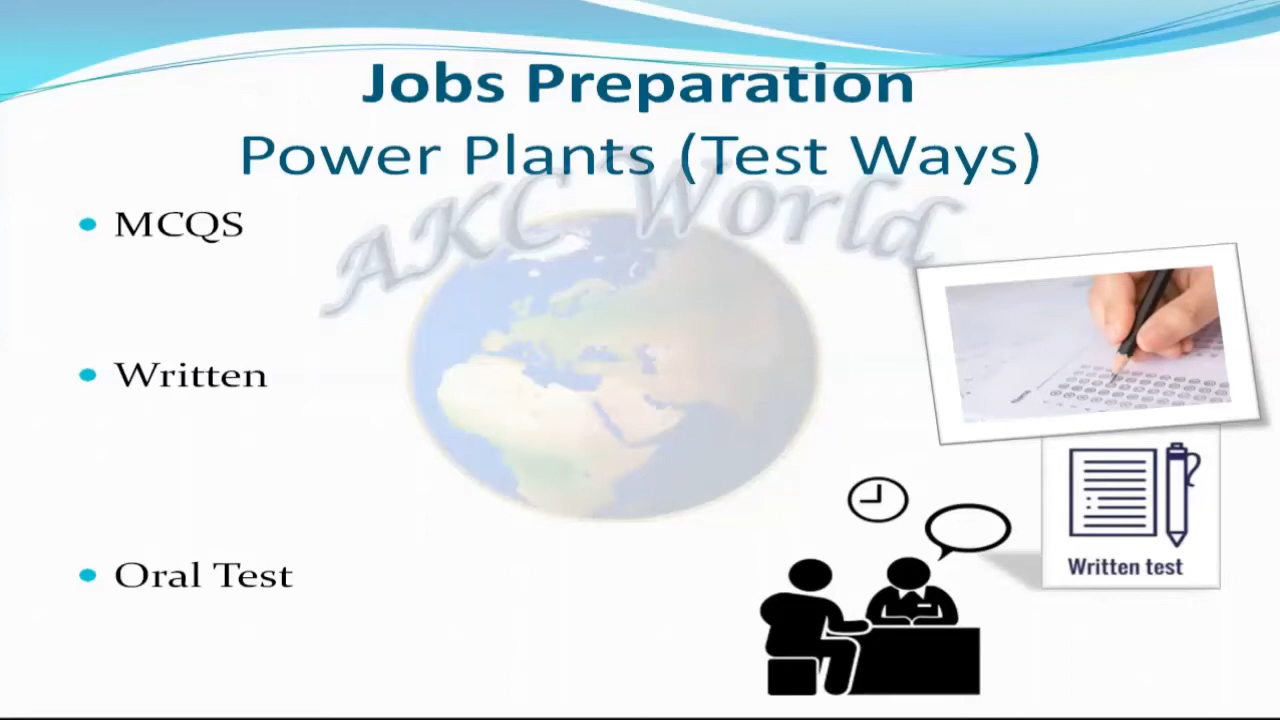 Jobs Preparation
Power Plants (Test Ways)
AKC World
MCQS
Written
Oral Test
Written test